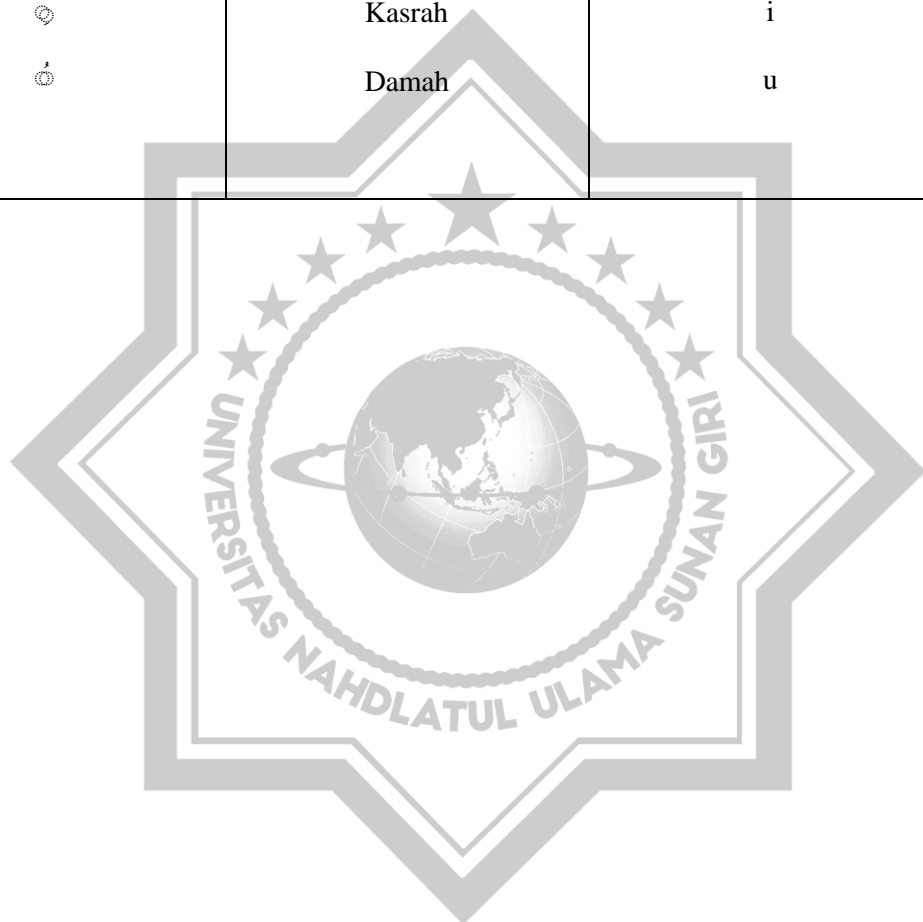 ◌ِ Kasrah i
◌ُ Damah u
UNIVERSITAS NAHDLATUL ULAMA SUNAN GIRI